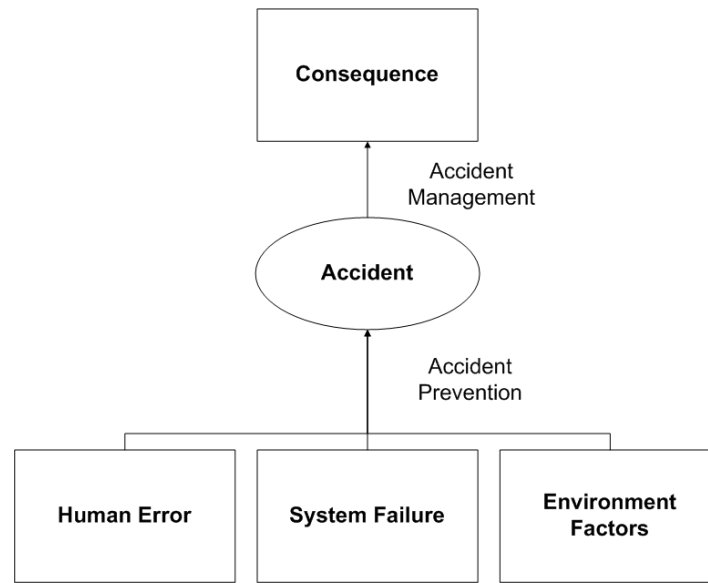 Consequence
Accident
Management
Accident
Accident
Prevention
Human Error
System Failure
Environment
Factors